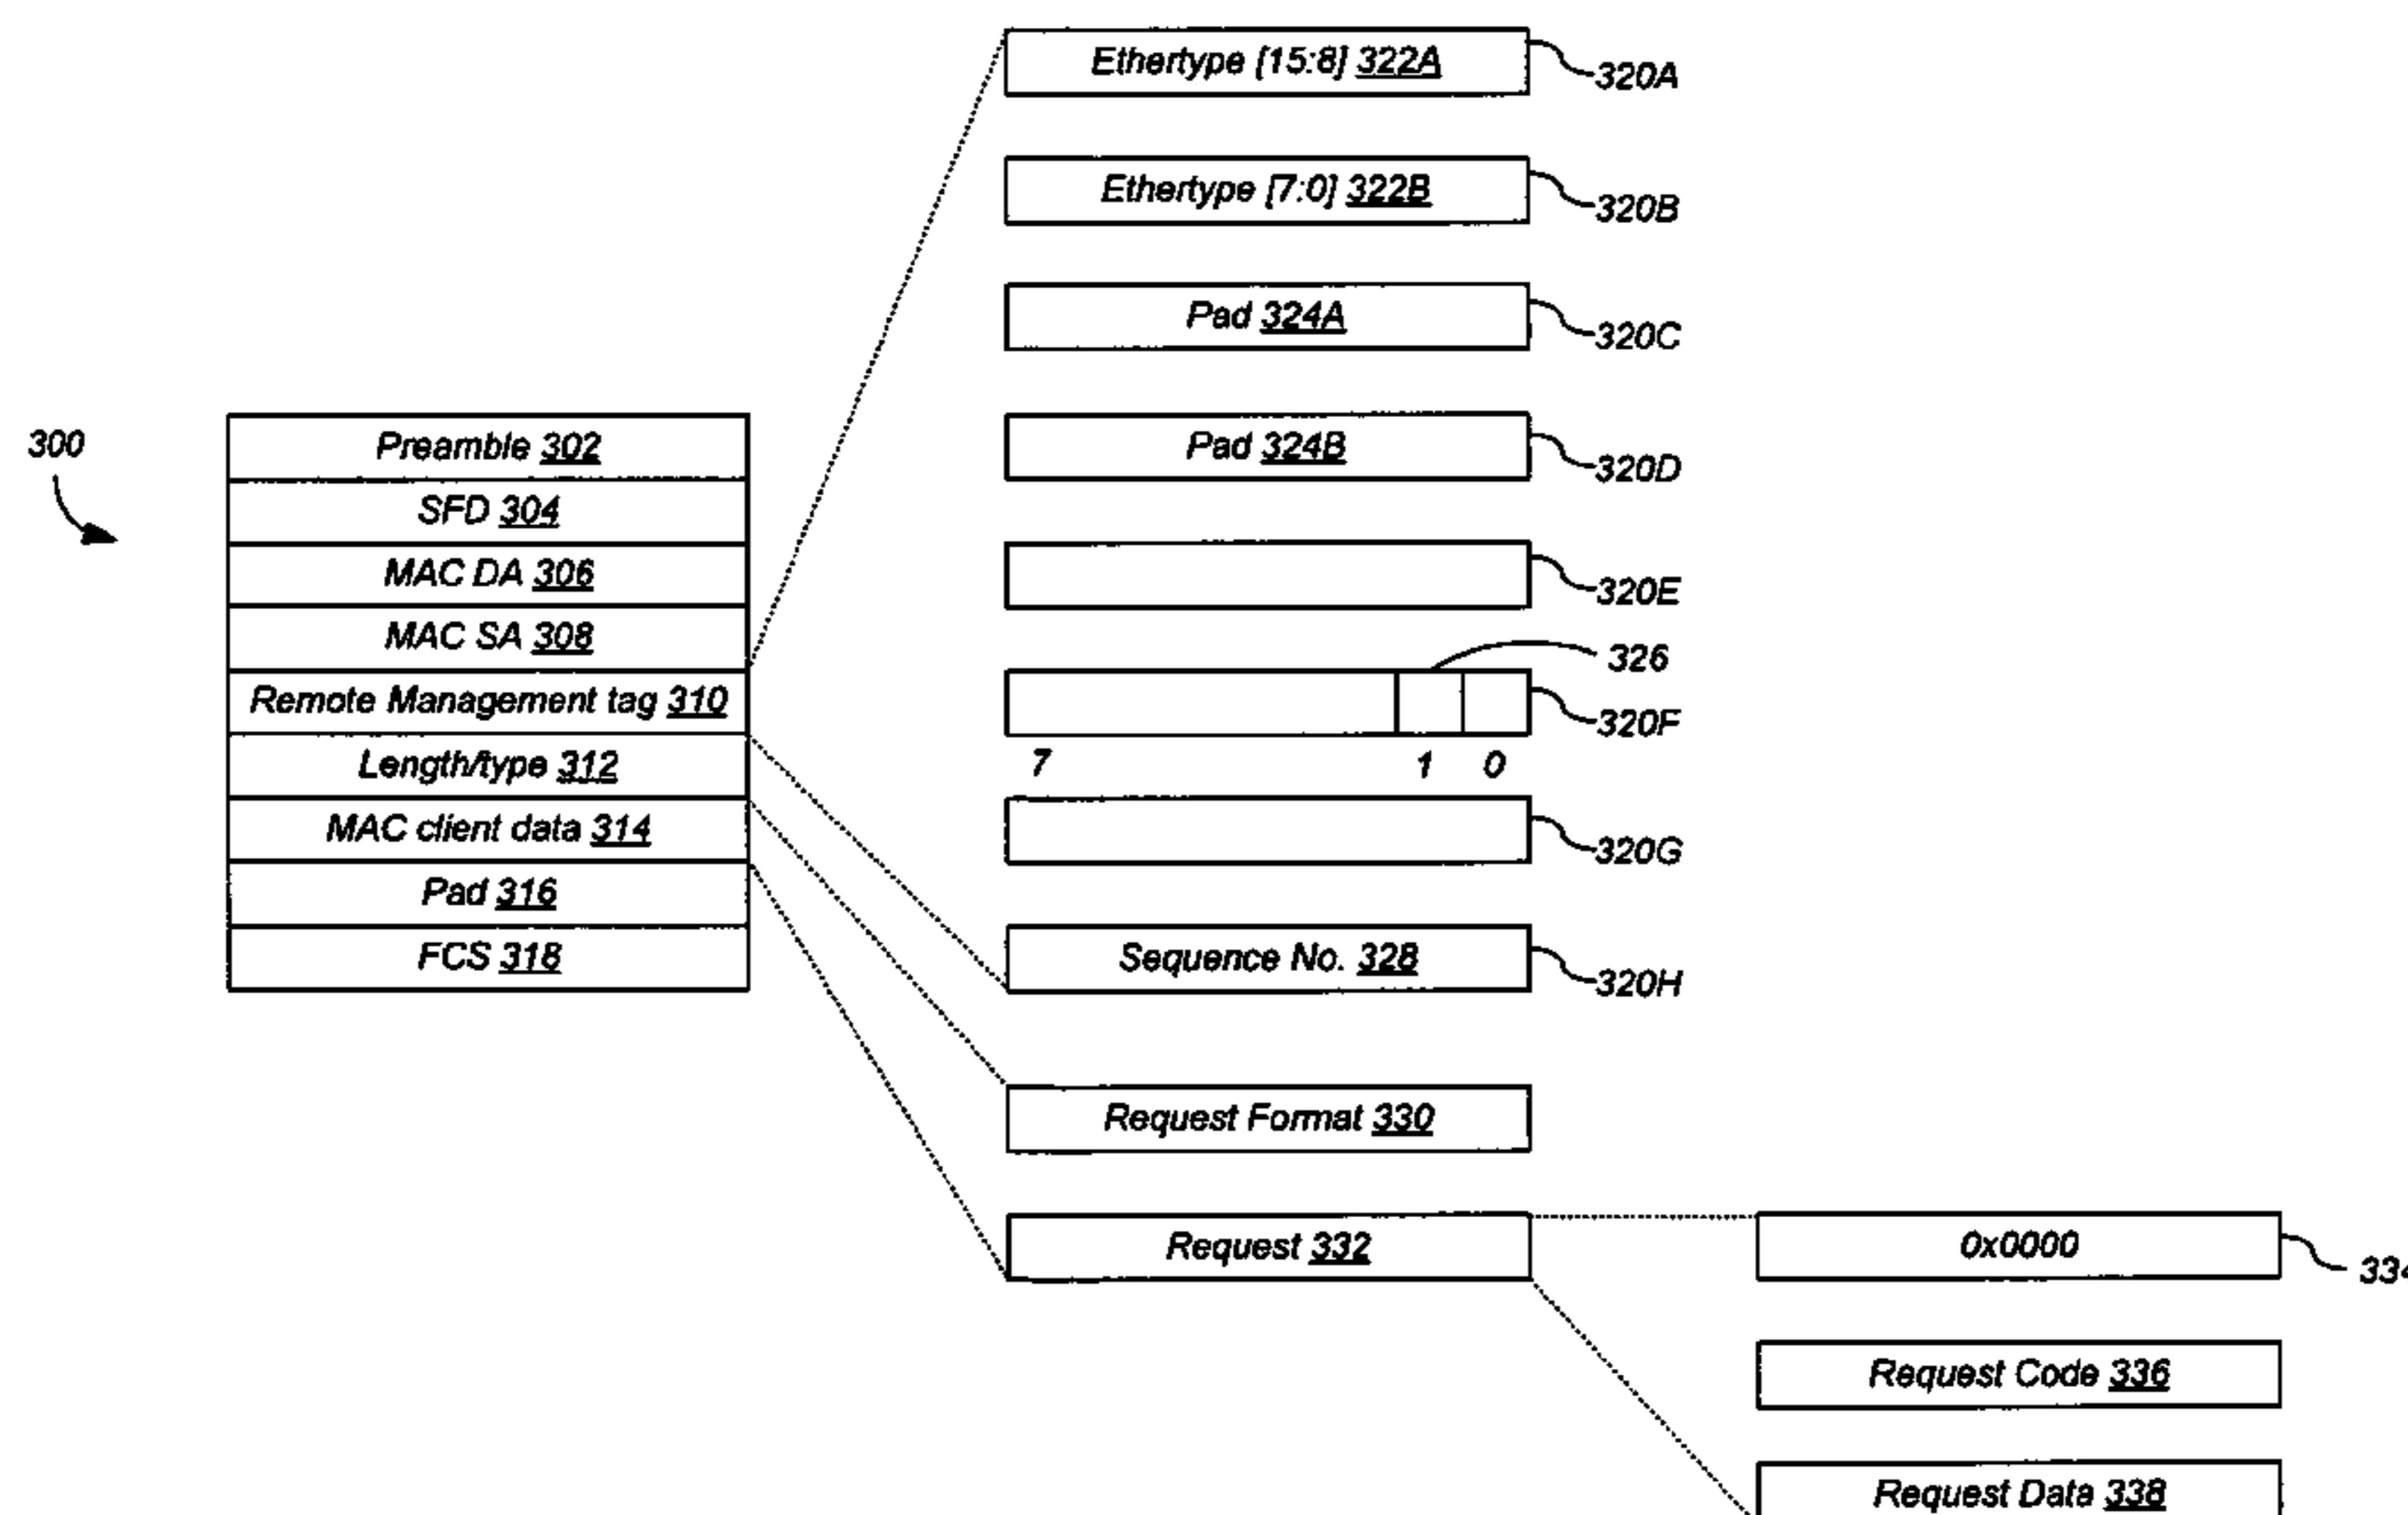 300
Preamble 302
SFD 304
MAC DA 306
MAC SA 308
Remote Management tag 310
Length/type 312
MAC client data 314
Pad 316
FCS 318
Ethertype [15:8] 322A
320A
Ethertype [7:0] 322B
320B
Pad 324A
320C
Pad 324B
320D
320E
326
320F
7 1 0
320G
Sequence No. 328
320H
Request Format 330
Request 332
0x0000
334
Request Code 336
Request Data 338